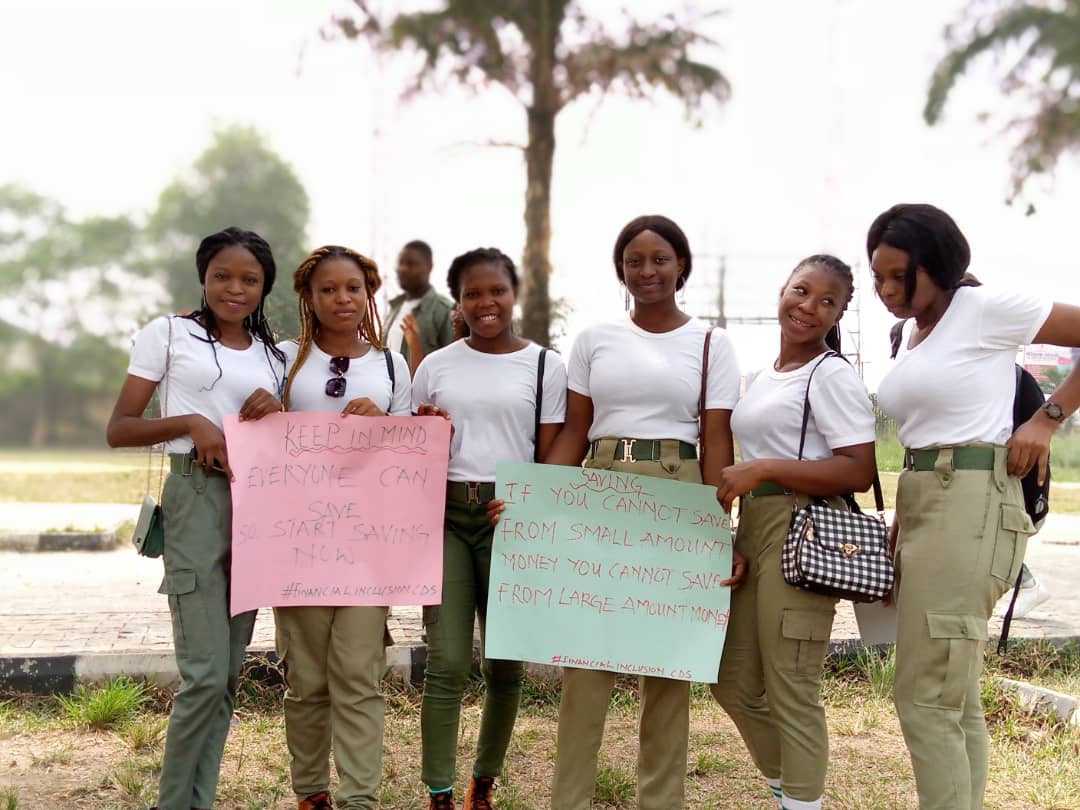 KEEP IN MIND
EVERYONE CAN
SAVE
SO START SAVING
NOW
#FINANCIAL INCLUSION CDS
SAVING
IF YOU CANNOT SAVE
FROM SMALL AMOUNT
MONEY YOU CANNOT SAVE
FROM LARGE AMOUNT MONEY
#FINANCIAL INCLUSION CDS